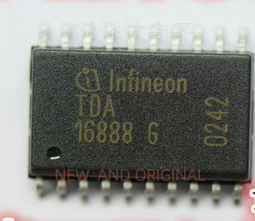 Infineon
TDA
16888 G
0242
NEW AND ORIGINAL